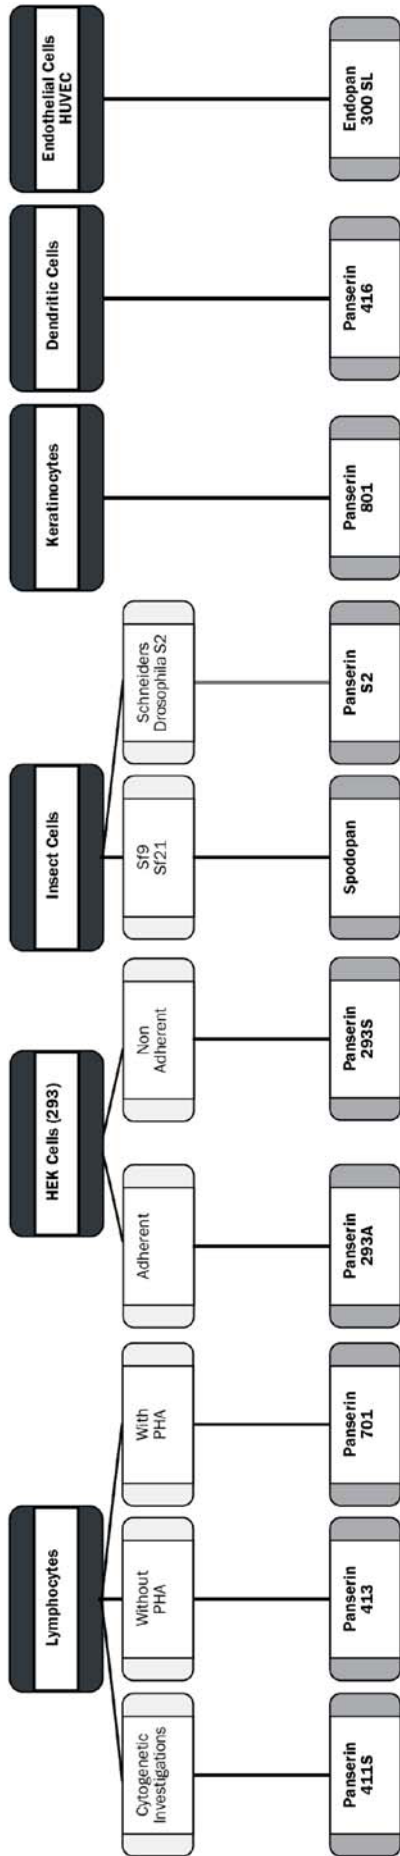 Lymphocytes
HEK Cells (293)
Insect Cells
Keratinocytes
Dendritic Cells
Endothelial Cells
HUVEC
Cytogenetic
Investigations
Without
PHA
With
PHA
Adherent
Non
Adherent
Sf9
Sf21
Schneiders
Drosophila S2
Panserin
411S
Panserin
413
Panserin
701
Panserin
293A
Panserin
293S
Spodopan
Panserin
S2
Panserin
801
Panserin
416
Endopan
300 SL